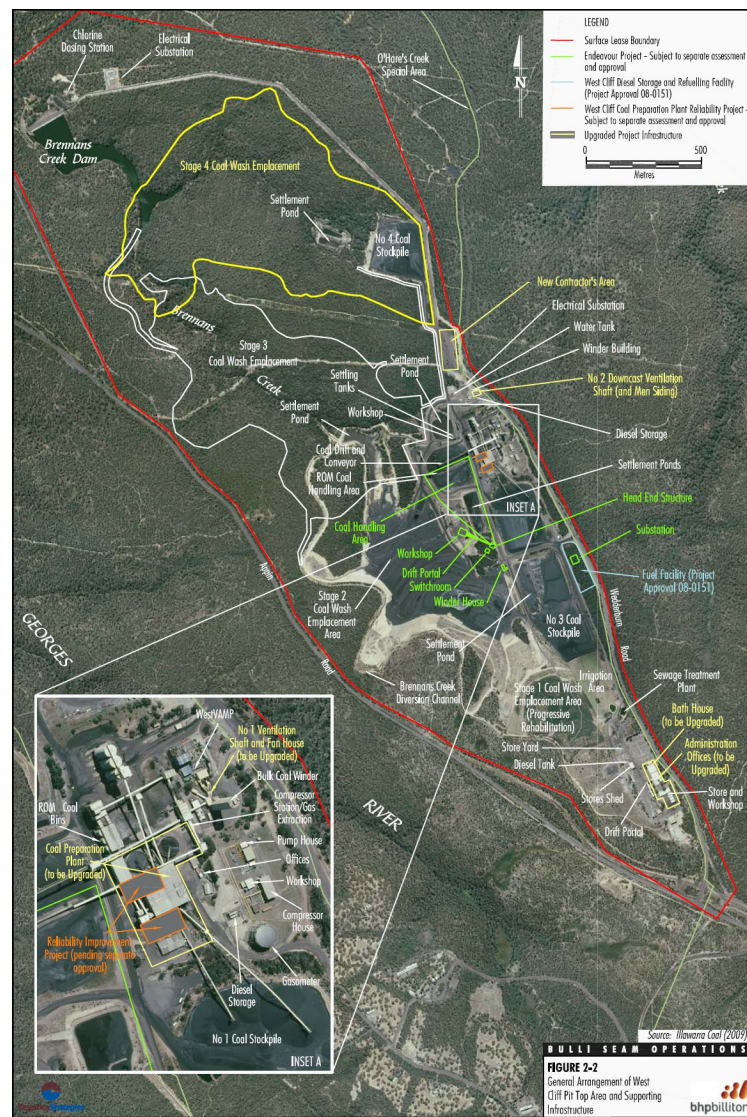 LEGEND
Surface Lease Boundary
Endeavour Project - Subject to separate assessment
and approval
West Cliff Diesel Storage and Refuelling Facility
(Project Approval 08-0151)
West Cliff Coal Preparation Plant Reliability Project -
Subject to separate assessment and approval
Upgraded Project Infrastructure
0
500
Metres
N
Chlorine
Dosing Station
Electrical
Substation
O'Hare's Creek
Special Area
Brennans
Creek Dam
Stage 4 Coal Wash Emplacement
Settlement
Pond
No 4 Coal
Stockpile
New Contractor's Area
Electrical Substation
Water Tank
Winder Building
Brennans
Creek
Stage 3
Coal Wash Emplacement
Settlement
Pond
Settling
Tanks
Workshop
No 2 Downcast Ventilation
Shaft (and Men Siding)
Settlement
Pond
Diesel Storage
Coal Drift and
Conveyor
ROM Coal
Handling Area
Settlement Ponds
INSET A
Coal Handling
Area
Head End Structure
Workshop
Drift Portal
Switchroom
Winder House
Substation
Fuel Facility (Project
Approval 08-0151)
Appin
Road
Wedderburn
Road
Stage 2
Coal Wash
Emplacement
Area
No 3 Coal
Stockpile
Settlement
Pond
GEORGES
RIVER
Brennans Creek
Diversion Channel
Stage 1 Coal Wash
Emplacement Area
(Progressive
Rehabilitation)
Irrigation
Area
Sewage Treatment
Plant
Bath House
(to be Upgraded)
Administration
Offices (to be
Upgraded)
Store Yard
Diesel Tank
Stores Shed
Drift Portal
Store and
Workshop
WestVAMP
No 1 Ventilation
Shaft and Fan House
(to be Upgraded)
Bulk Coal Winder
Compressor
Station/Gas
Extraction
ROM Coal
Bins
Pump House
Coal Preparation
Plant
(to be Upgraded)
Offices
Workshop
Compressor
House
Reliability Improvement
Project (pending separate
approval)
Gasometer
Diesel
Storage
No 1 Coal Stockpile
INSET A
Source: Illawarra Coal (2009)
BULLI SEAM OPERATIONS
FIGURE 2-2
General Arrangement of West
Cliff Pit Top Area and Supporting
Infrastructure
bhpbilliton